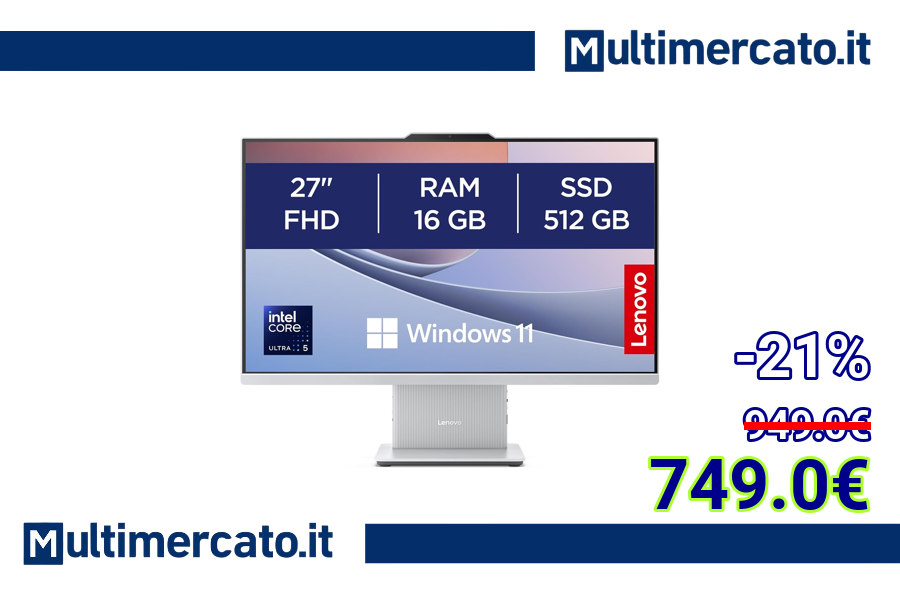 Multimercato.it
27" FHD
RAM 16 GB
SSD 512 GB
intel
CORE
ULTRA 5
Windows 11
Lenovo
Lenovo
-21%
949.0€
749.0€
Multimercato.it